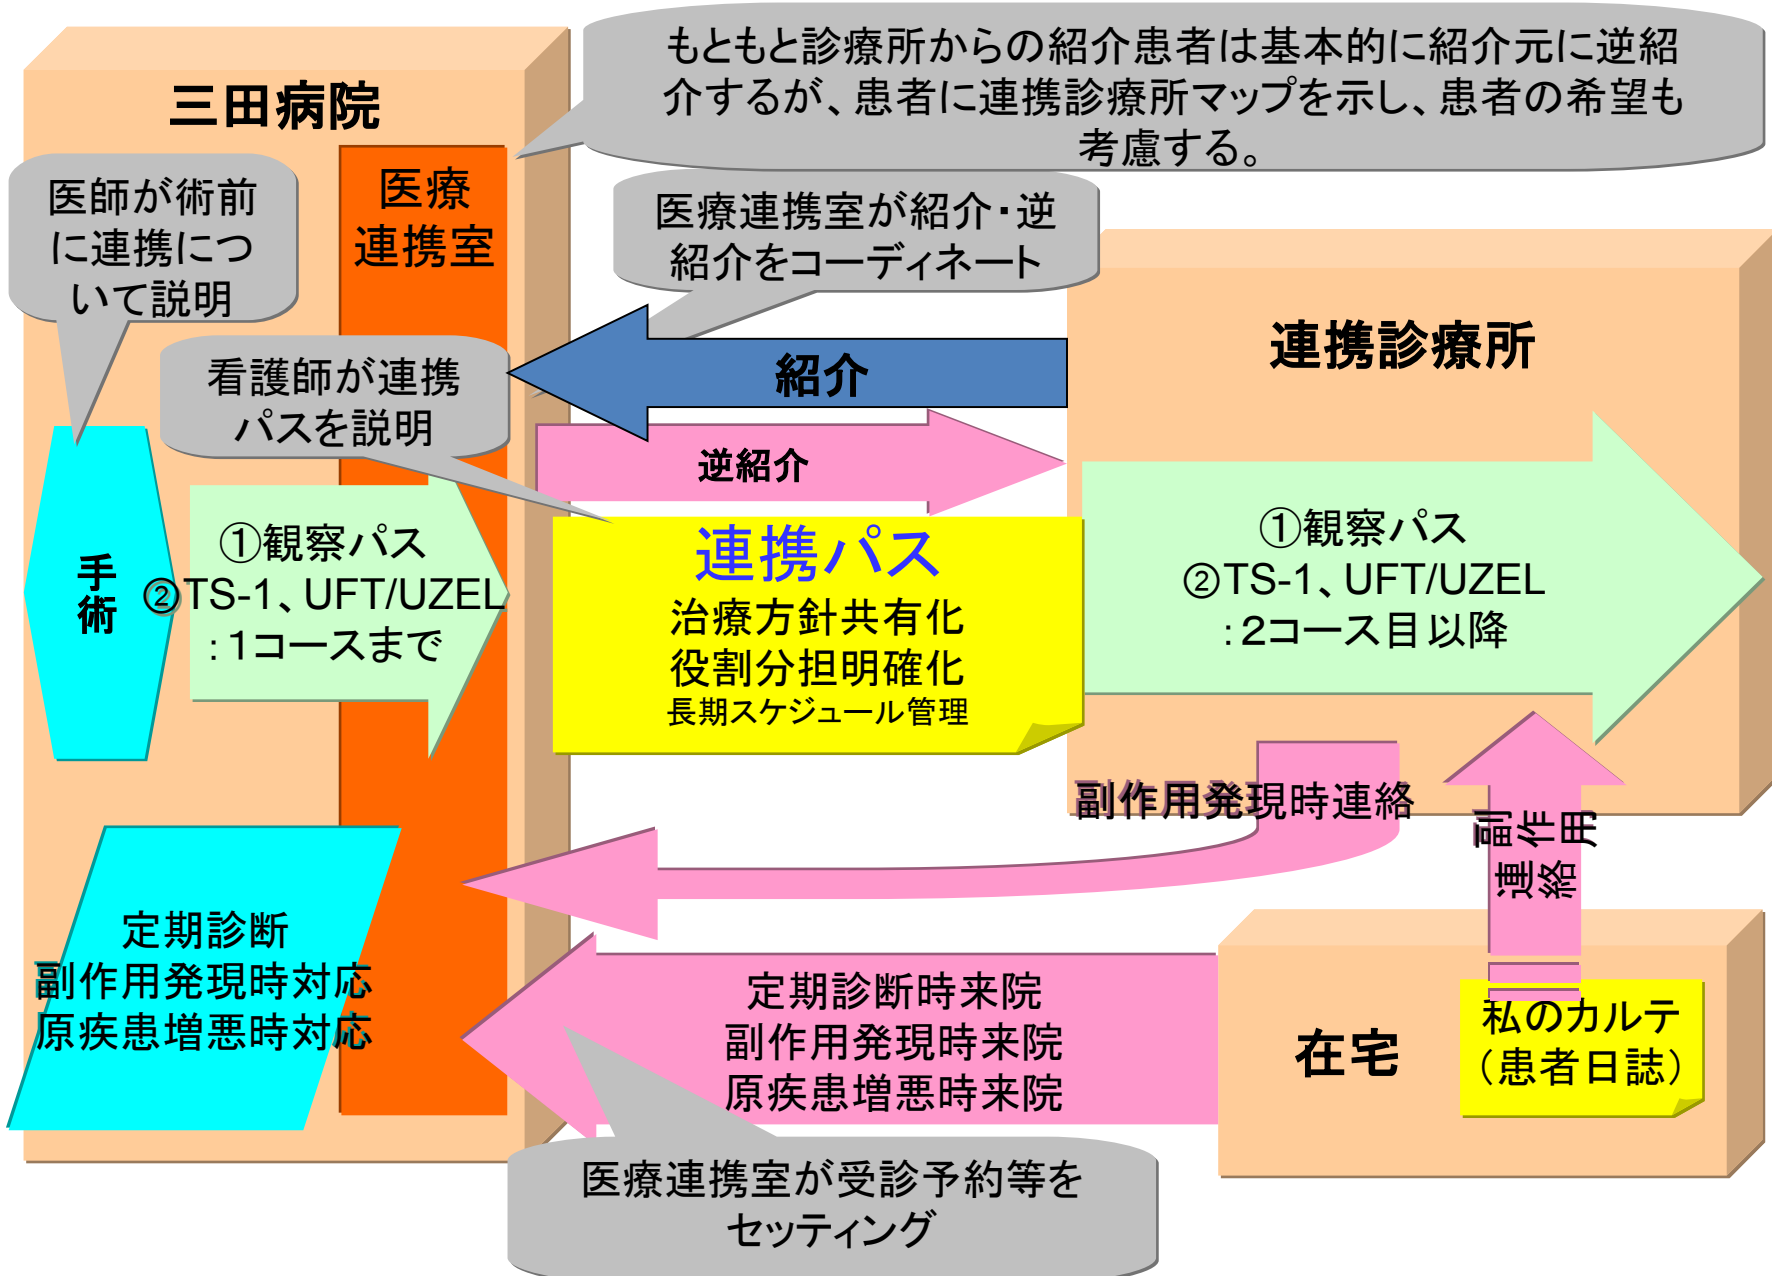 もともと診療所からの紹介患者は基本的に紹介元に逆紹
介するが、患者に連携診療所マップを示し、患者の希望も
考慮する。
三田病院
医療
連携室
医師が術前
に連携につ
いて説明
医療連携室が紹介・逆
紹介をコーディネート
連携診療所
看護師が連携
パスを説明
紹介
逆紹介
手術
①観察パス
②TS-1、UFT/UZEL
：1コースまで
連携パス
治療方針共有化
役割分担明確化
長期スケジュール管理
①観察パス
②TS-1、UFT/UZEL
：2コース目以降
副作用発現時連絡
副作用
連絡
定期診断
副作用発現時対応
原疾患増悪時対応
定期診断時来院
副作用発現時来院
原疾患増悪時来院
在宅
私のカルテ
（患者日誌）
医療連携室が受診予約等を
セッティング